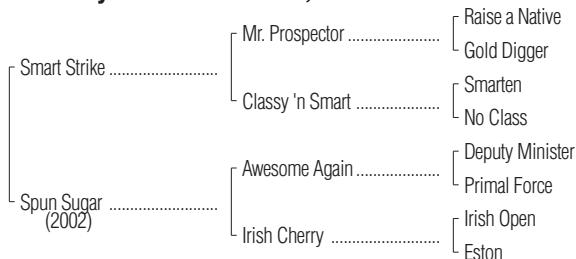 Raise a Native
Mr. Prospector
Gold Digger
Smart Strike
Smarten
Classy 'n Smart
No Class
Deputy Minister
Awesome Again
Primal Force
Spun Sugar
(2002)
Irish Open
Irish Cherry
Eston